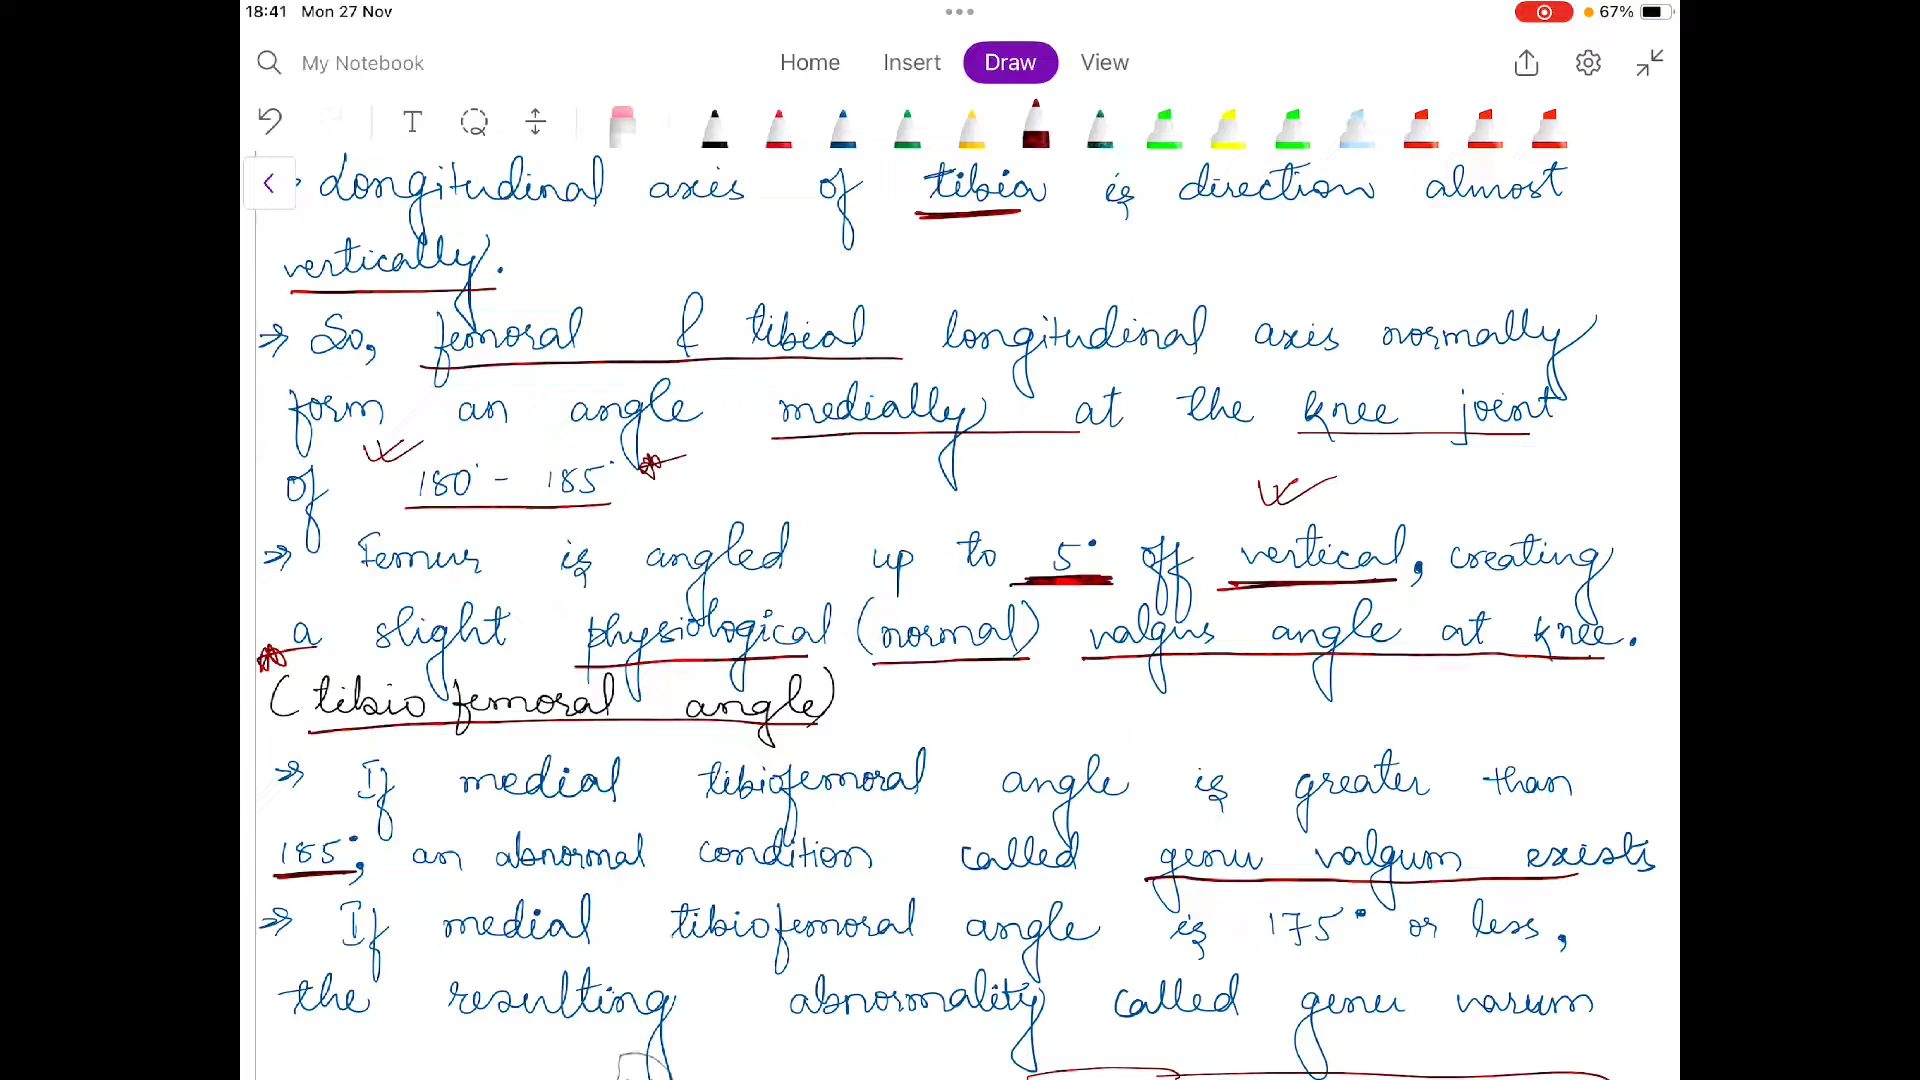 18:41 Mon 27 Nov
67%
My Notebook
Home Insert Draw View
T
Longitudinal axis of tibia is direction almost
vertically.
⇒ So, femoral & tibial longitudinal axis normally
form an angle medially at the knee joint
of 180° - 185°
⇒ Femur is angled up to 5° off vertical, creating
a slight physiological (normal) valgus angle at knee.
(tibiofemoral angle)
⇒ If medial tibiofemoral angle is greater than
185°, an abnormal condition called genu valgum exists
⇒ If medial tibiofemoral angle is 175° or less,
the resulting abnormality called genu varum